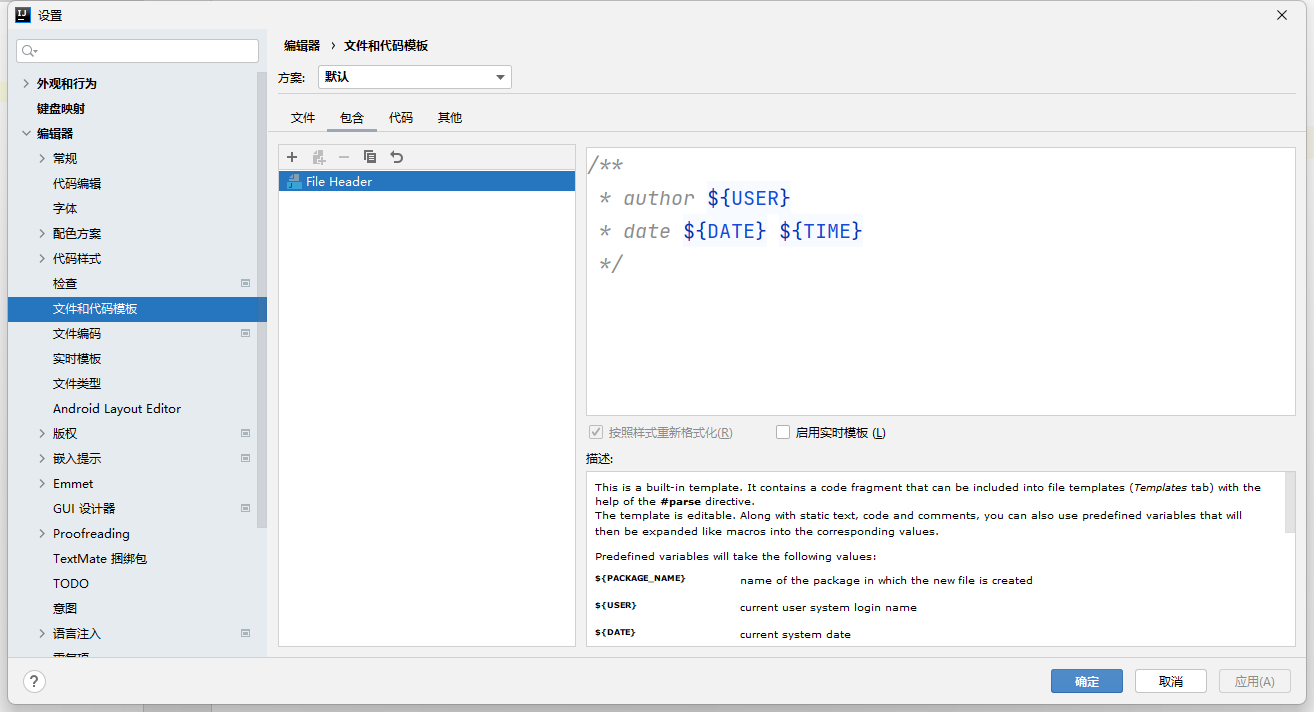 设置
编辑器 › 文件和代码模板
方案: 默认
文件 包含 代码 其他
外观和行为
键盘映射
编辑器
常规
代码编辑
字体
配色方案
代码样式
检查
文件和代码模板
文件编码
实时模板
文件类型
Android Layout Editor
版权
嵌入提示
Emmet
GUI 设计器
Proofreading
TextMate 捆绑包
TODO
意图
语言注入
File Header
/**
* author ${USER}
* date ${DATE} ${TIME}
*/
按照样式重新格式化(R) 启用实时模板 (L)
描述:
This is a built-in template. It contains a code fragment that can be included into file templates (Templates tab) with the
help of the #parse directive.
The template is editable. Along with static text, code and comments, you can also use predefined variables that will
then be expanded like macros into the corresponding values.
Predefined variables will take the following values:
${PACKAGE_NAME} name of the package in which the new file is created
${USER} current user system login name
${DATE} current system date
? 确定 取消 应用(A)